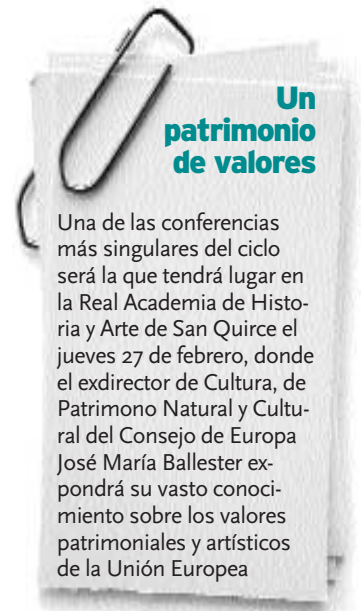 Un
patrimonio
de valores
Una de las conferencias
más singulares del ciclo
será la que tendrá lugar en
la Real Academia de Histo-
ria y Arte de San Quirce el
jueves 27 de febrero, donde
el exdirector de Cultura, de
Patrimono Natural y Cultu-
ral del Consejo de Europa
José María Ballester ex-
pondrá su vasto conoci-
miento sobre los valores
patrimoniales y artísticos
de la Unión Europea